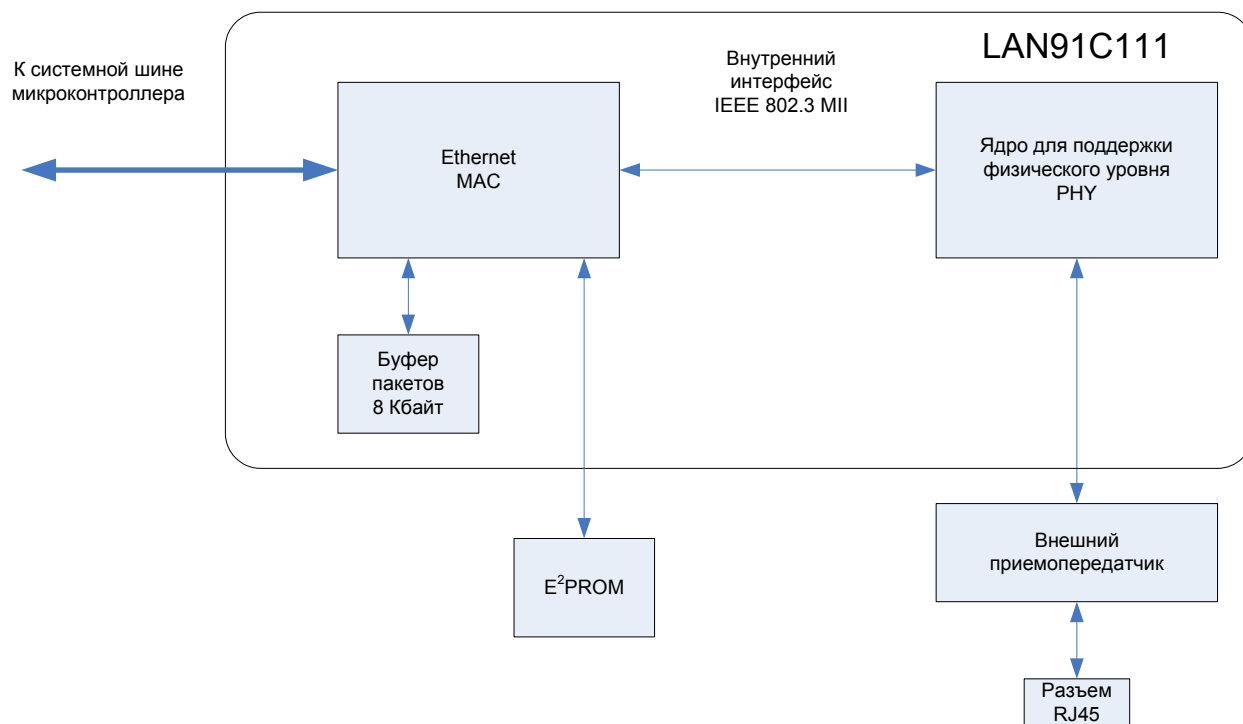 LAN91C111
К системной шине
микроконтроллера
Внутренний
интерфейс
IEEE 802.3 MII
Ethernet
MAC
Ядро для поддержки
физического уровня
PHY
Буфер
пакетов
8 Кбайт
E²PROM
Внешний
приемопередатчик
Разъем
RJ45